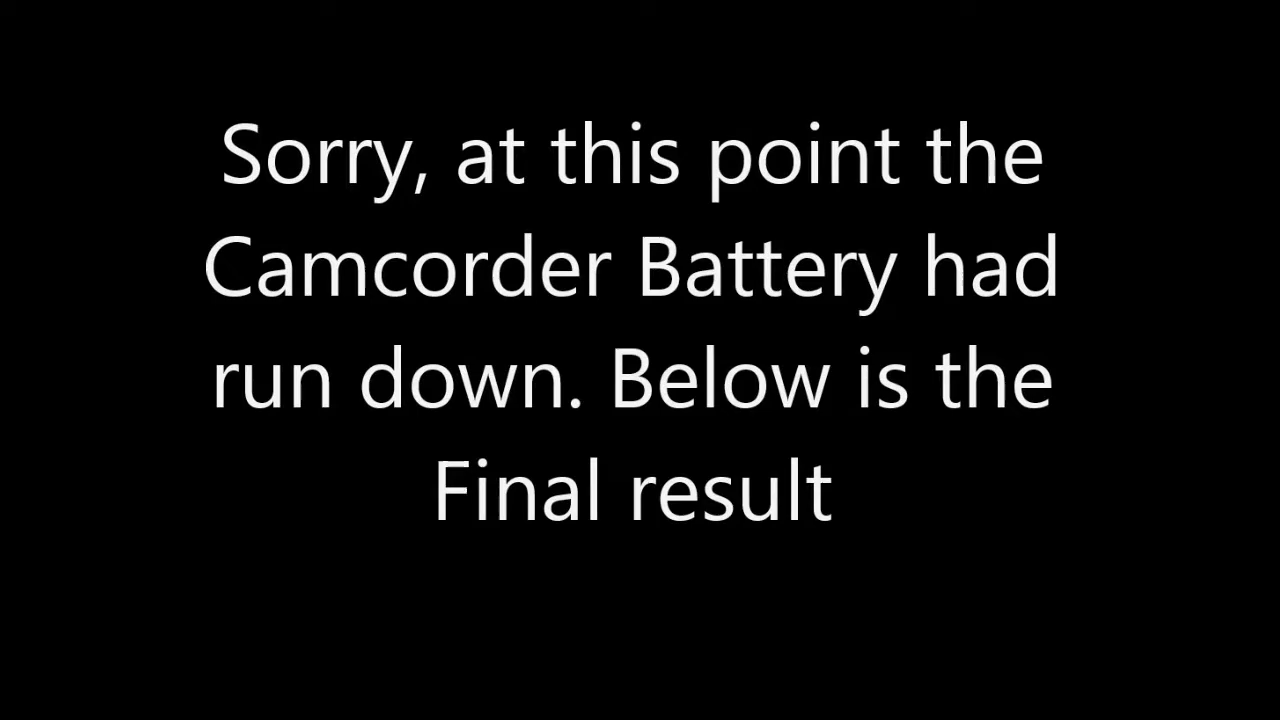 Sorry, at this point the
Camcorder Battery had
run down. Below is the
Final result